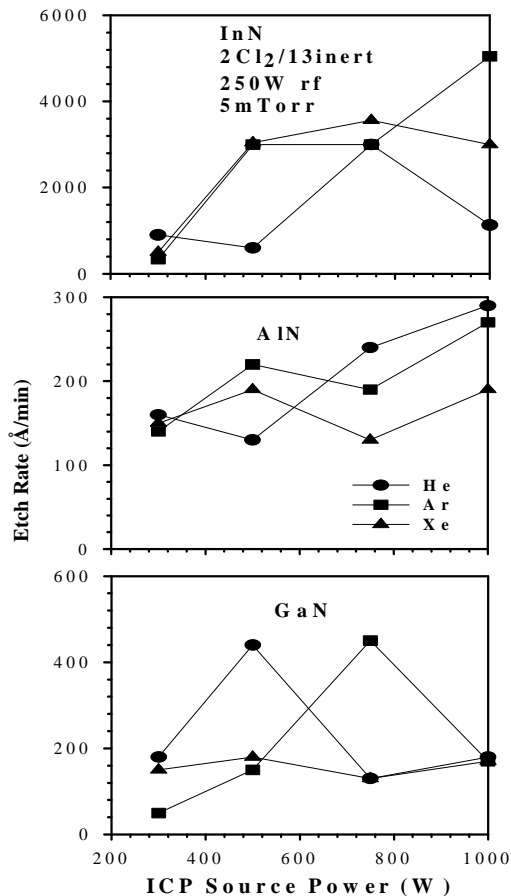 6000
InN
2Cl2/13inert
250W rf
5mTorr
4000
2000
0
300
AlN
200
100
He
Ar
Xe
0
Etch Rate (Å/min)
600
GaN
400
200
0
200 400 600 800 1000
ICP Source Power (W)